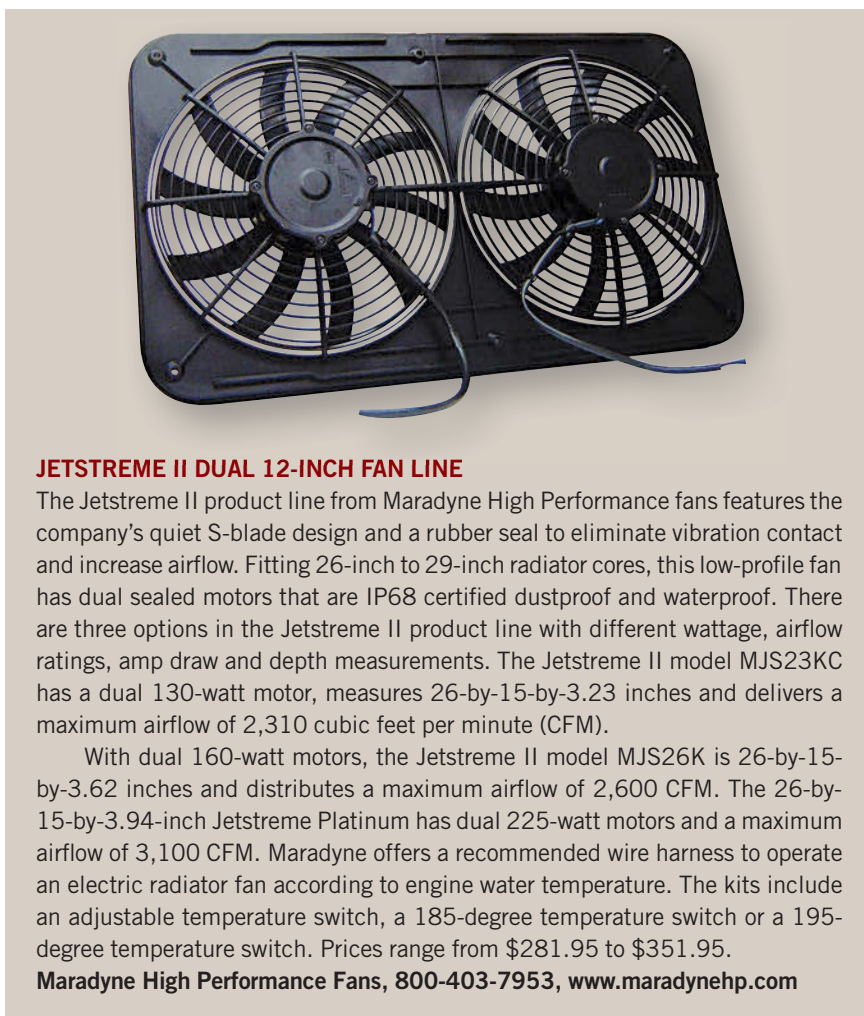 JETSTREME II DUAL 12-INCH FAN LINE
The Jetstreme II product line from Maradyne High Performance fans features the
company's quiet S-blade design and a rubber seal to eliminate vibration contact
and increase airflow. Fitting 26-inch to 29-inch radiator cores, this low-profile fan
has dual sealed motors that are IP68 certified dustproof and waterproof. There
are three options in the Jetstreme II product line with different wattage, airflow
ratings, amp draw and depth measurements. The Jetstreme II model MJS23KC
has a dual 130-watt motor, measures 26-by-15-by-3.23 inches and delivers a
maximum airflow of 2,310 cubic feet per minute (CFM).
With dual 160-watt motors, the Jetstreme II model MJS26K is 26-by-15-
by-3.62 inches and distributes a maximum airflow of 2,600 CFM. The 26-by-
15-by-3.94-inch Jetstreme Platinum has dual 225-watt motors and a maximum
airflow of 3,100 CFM. Maradyne offers a recommended wire harness to operate
an electric radiator fan according to engine water temperature. The kits include
an adjustable temperature switch, a 185-degree temperature switch or a 195-
degree temperature switch. Prices range from $281.95 to $351.95.
Maradyne High Performance Fans, 800-403-7953, www.maradynehp.com